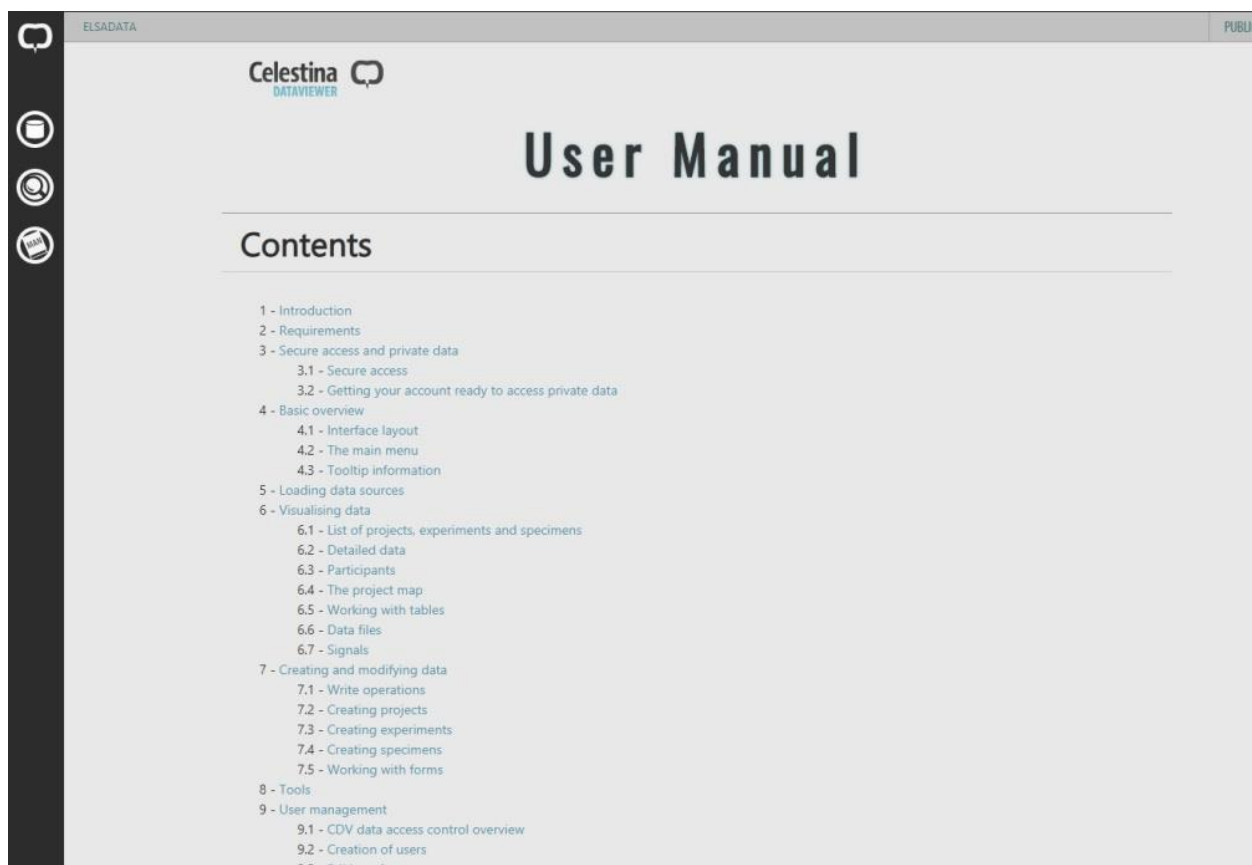 ELSADATA
PUBLI
Celestina
DATAVIEWER
User Manual
Contents
1 - Introduction
2 - Requirements
3 - Secure access and private data
3.1 - Secure access
3.2 - Getting your account ready to access private data
4 - Basic overview
4.1 - Interface layout
4.2 - The main menu
4.3 - Tooltip information
5 - Loading data sources
6 - Visualising data
6.1 - List of projects, experiments and specimens
6.2 - Detailed data
6.3 - Participants
6.4 - The project map
6.5 - Working with tables
6.6 - Data files
6.7 - Signals
7 - Creating and modifying data
7.1 - Write operations
7.2 - Creating projects
7.3 - Creating experiments
7.4 - Creating specimens
7.5 - Working with forms
8 - Tools
9 - User management
9.1 - CDV data access control overview
9.2 - Creation of users
MAN